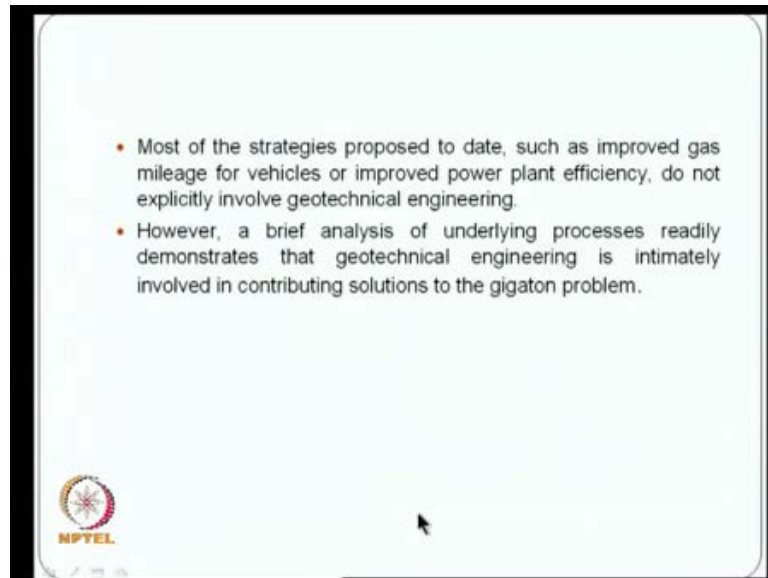 • Most of the strategies proposed to date, such as improved gas
mileage for vehicles or improved power plant efficiency, do not
explicitly involve geotechnical engineering.
• However, a brief analysis of underlying processes readily
demonstrates that geotechnical engineering is intimately
involved in contributing solutions to the gigaton problem.
NPTEL